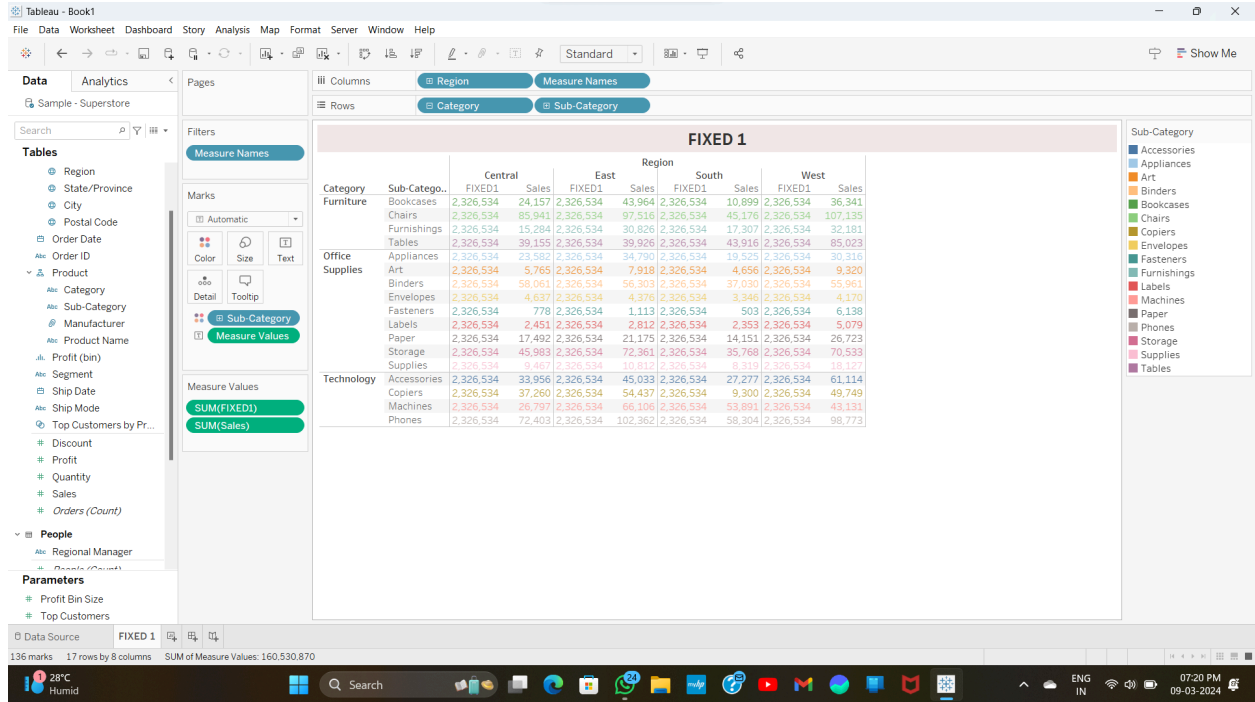 Tableau - Book1
File Data Worksheet Dashboard Story Analysis Map Format Server Window Help
Standard
Show Me
Data Analytics
Sample - Superstore
Search
Tables
Region
State/Province
City
Postal Code
Order Date
Abc Order ID
Product
Abc Category
Abc Sub-Category
Manufacturer
Abc Product Name
Profit (bin)
Abc Segment
Ship Date
Abc Ship Mode
Top Customers by Pr...
# Discount
# Profit
# Quantity
# Sales
# Orders (Count)
People
Abc Regional Manager
# People (Count)
Parameters
# Profit Bin Size
# Top Customers
Pages
Filters
Measure Names
Marks
Automatic
Color Size Text
Detail Tooltip
Sub-Category
Measure Values
Measure Values
SUM(FIXED1)
SUM(Sales)
Columns Region Measure Names
Rows Category Sub-Category
FIXED 1
Region
Central East South West
Category Sub-Catego.. FIXED1 Sales FIXED1 Sales FIXED1 Sales FIXED1 Sales
Furniture Bookcases 2,326,534 24,157 2,326,534 43,964 2,326,534 10,899 2,326,534 36,341
Chairs 2,326,534 85,941 2,326,534 97,516 2,326,534 45,176 2,326,534 107,135
Furnishings 2,326,534 15,284 2,326,534 30,826 2,326,534 17,307 2,326,534 32,181
Tables 2,326,534 39,155 2,326,534 39,926 2,326,534 43,916 2,326,534 85,023
Office Supplies Appliances 2,326,534 23,582 2,326,534 34,790 2,326,534 19,525 2,326,534 30,316
Art 2,326,534 5,765 2,326,534 7,918 2,326,534 4,656 2,326,534 9,320
Binders 2,326,534 58,061 2,326,534 56,303 2,326,534 37,030 2,326,534 55,961
Envelopes 2,326,534 4,637 2,326,534 4,376 2,326,534 3,346 2,326,534 4,170
Fasteners 2,326,534 778 2,326,534 1,113 2,326,534 503 2,326,534 6,138
Labels 2,326,534 2,451 2,326,534 2,812 2,326,534 2,353 2,326,534 5,079
Paper 2,326,534 17,492 2,326,534 21,175 2,326,534 14,151 2,326,534 26,723
Storage 2,326,534 45,983 2,326,534 72,361 2,326,534 35,768 2,326,534 70,533
Supplies 2,326,534 9,467 2,326,534 10,812 2,326,534 8,319 2,326,534 18,127
Technology Accessories 2,326,534 33,956 2,326,534 45,033 2,326,534 27,277 2,326,534 61,114
Copiers 2,326,534 37,260 2,326,534 54,437 2,326,534 9,300 2,326,534 49,749
Machines 2,326,534 26,797 2,326,534 66,106 2,326,534 53,891 2,326,534 43,131
Phones 2,326,534 72,403 2,326,534 102,362 2,326,534 58,304 2,326,534 98,773
Sub-Category
Accessories
Appliances
Art
Binders
Bookcases
Chairs
Copiers
Envelopes
Fasteners
Furnishings
Labels
Machines
Paper
Phones
Storage
Supplies
Tables
Data Source FIXED 1
136 marks 17 rows by 8 columns SUM of Measure Values: 160,530.870
1 28°C
Humid
Search
24
mvhp
ENG
IN
07:20 PM
09-03-2024